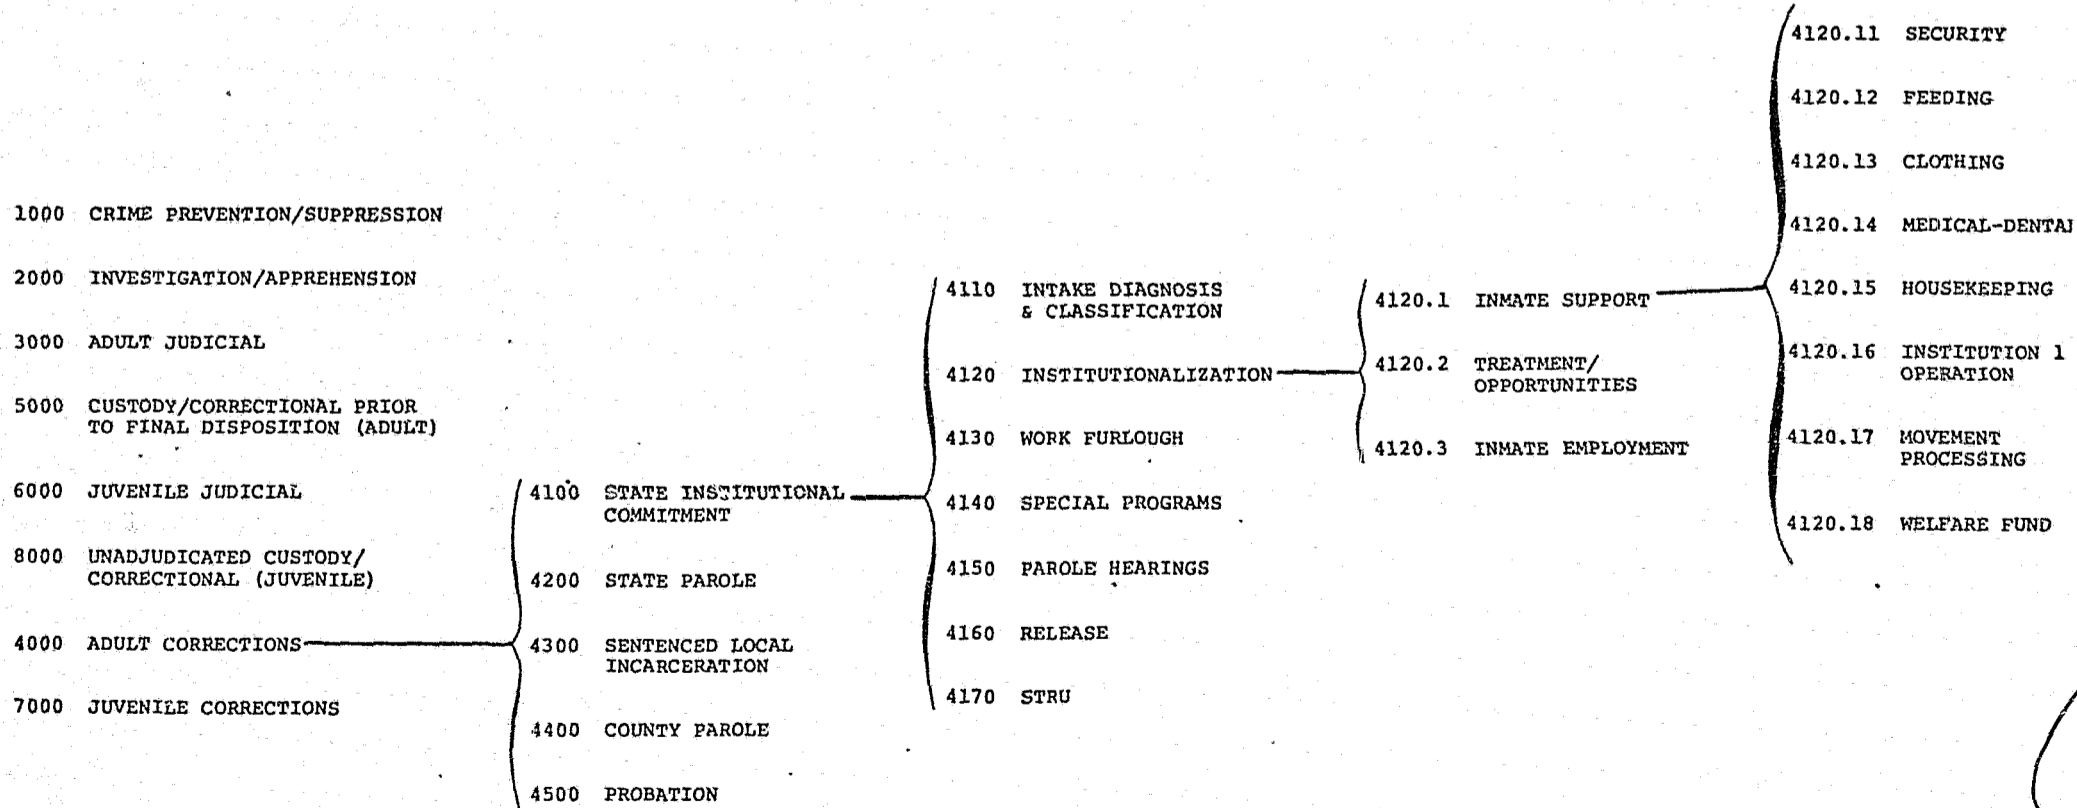 1000 CRIME PREVENTION/SUPPRESSION
2000 INVESTIGATION/APPREHENSION
3000 ADULT JUDICIAL
5000 CUSTODY/CORRECTIONAL PRIOR
TO FINAL DISPOSITION (ADULT)
6000 JUVENILE JUDICIAL
8000 UNADJUDICATED CUSTODY/
CORRECTIONAL (JUVENILE)
4000 ADULT CORRECTIONS
7000 JUVENILE CORRECTIONS
4100 STATE INSTITUTIONAL
COMMITMENT
4200 STATE PAROLE
4300 SENTENCED LOCAL
INCARCERATION
4400 COUNTY PAROLE
4500 PROBATION
4110 INTAKE DIAGNOSIS
& CLASSIFICATION
4120 INSTITUTIONALIZATION
4130 WORK FURLOUGH
4140 SPECIAL PROGRAMS
4150 PAROLE HEARINGS
4160 RELEASE
4170 STRU
4120.1 INMATE SUPPORT
4120.2 TREATMENT/
OPPORTUNITIES
4120.3 INMATE EMPLOYMENT
4120.11 SECURITY
4120.12 FEEDING
4120.13 CLOTHING
4120.14 MEDICAL-DENTA
4120.15 HOUSEKEEPING
4120.16 INSTITUTION
OPERATION
4120.17 MOVEMENT
PROCESSING
4120.18 WELFARE FUND